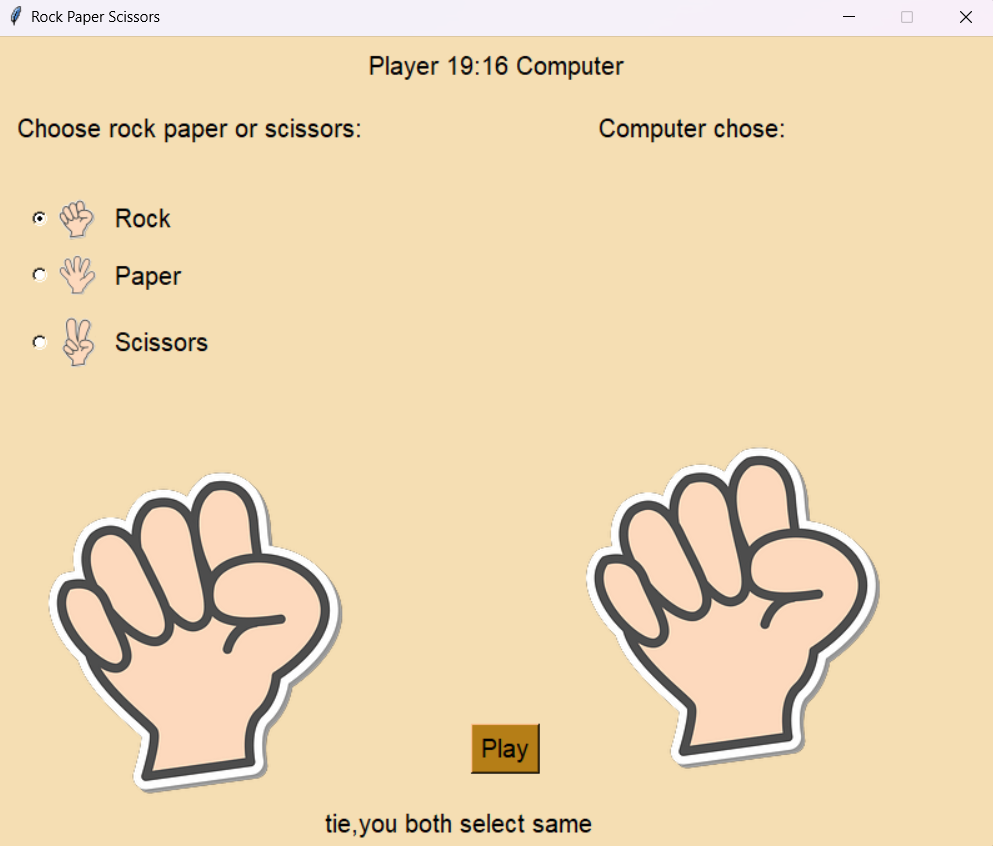 Rock Paper Scissors
Player 19:16 Computer
Choose rock paper or scissors:
Computer chose:
Rock
Paper
Scissors
Play
tie,you both select same